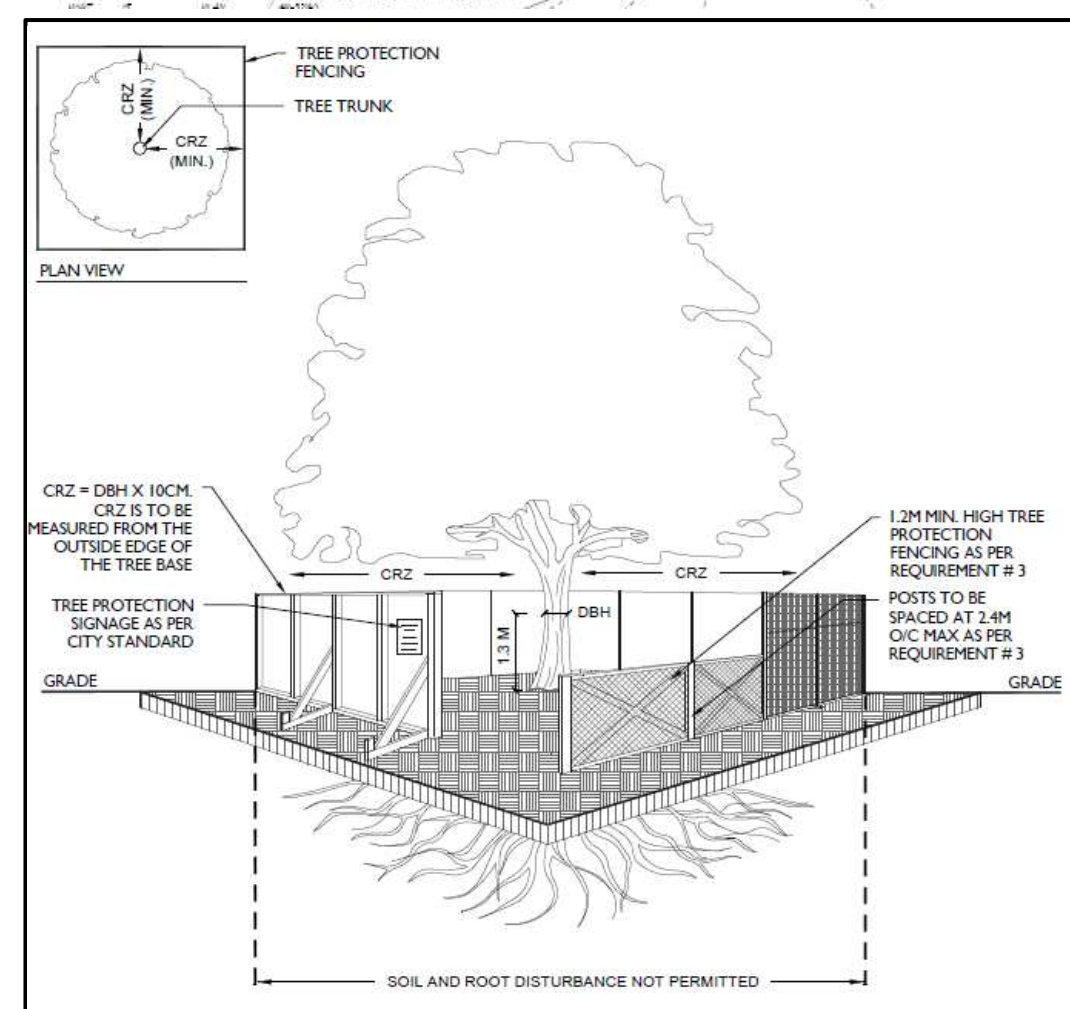 TREE PROTECTION
FENCING
TREE TRUNK
CRZ
(MIN.)
CRZ
(MIN.)
PLAN VIEW
CRZ = DBH X 10CM.
CRZ IS TO BE
MEASURED FROM THE
OUTSIDE EDGE OF
THE TREE BASE
TREE PROTECTION
SIGNAGE AS PER
CITY STANDARD
GRADE
CRZ
CRZ
DBH
1.3 M
1.2M MIN. HIGH TREE
PROTECTION
FENCING AS PER
REQUIREMENT # 3
POSTS TO BE
SPACED AT 2.4M
O/C MAX AS PER
REQUIREMENT # 3
GRADE
SOIL AND ROOT DISTURBANCE NOT PERMITTED